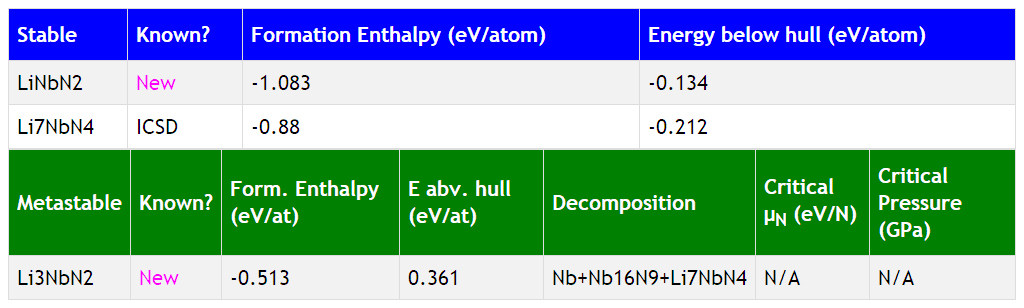 Stable Known? Formation Enthalpy (eV/atom) Energy below hull (eV/atom)
LiNbN2 New -1.083 -0.134
Li7NbN4 ICSD -0.88 -0.212
Metastable Known? Form. Enthalpy (eV/at) E abv. hull (eV/at) Decomposition Critical μN (eV/N) Critical Pressure (GPa)
Li3NbN2 New -0.513 0.361 Nb+Nb16N9+Li7NbN4 N/A N/A